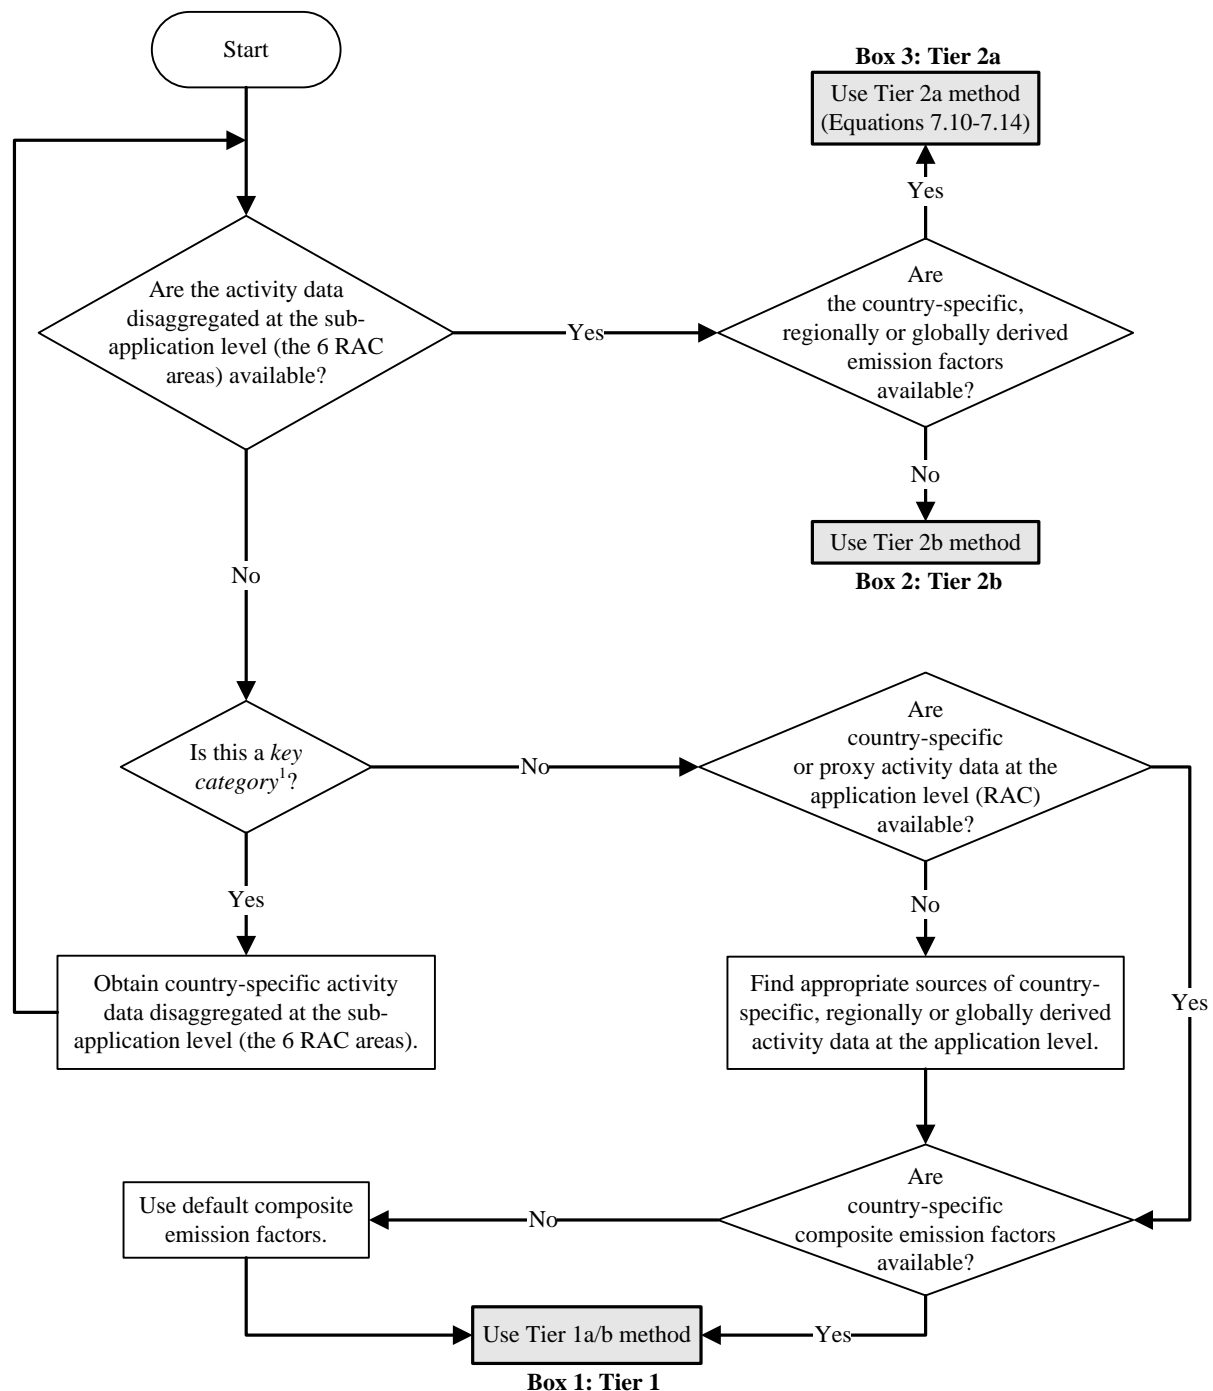 Start
Box 3: Tier 2a
Use Tier 2a method
(Equations 7.10-7.14)
Yes
Are the activity data
disaggregated at the sub-
application level (the 6 RAC
areas) available?
Yes
Are
the country-specific,
regionally or globally derived
emission factors
available?
No
Use Tier 2b method
Box 2: Tier 2b
No
Is this a key
category1?
No
Are
country-specific
or proxy activity data at the
application level (RAC)
available?
Yes
No
Obtain country-specific activity
data disaggregated at the sub-
application level (the 6 RAC areas).
Find appropriate sources of country-
specific, regionally or globally derived
activity data at the application level.
Yes
Are
country-specific
composite emission factors
available?
No
Use default composite
emission factors.
Use Tier 1a/b method
Yes
Box 1: Tier 1